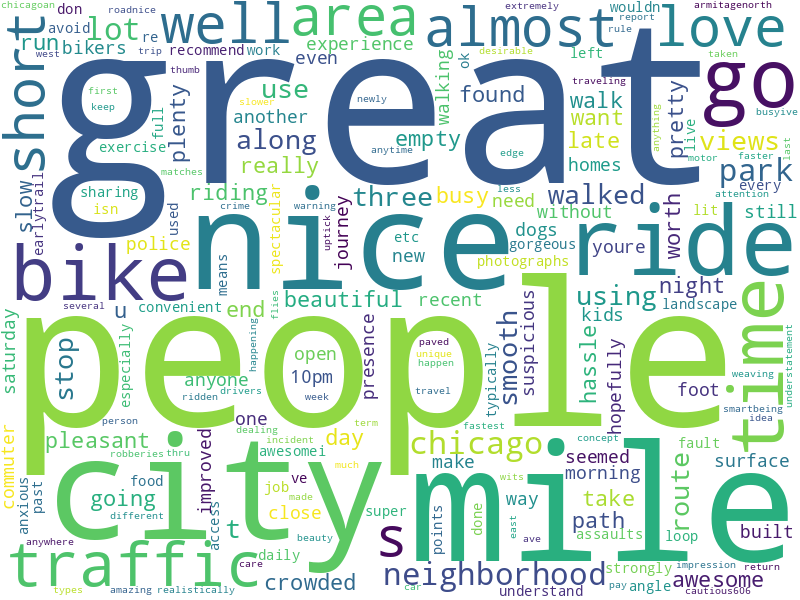 chicagoan
roadnice
don
avoid
lot
re
run
bikers
west
trip
thumb
recommend
work
well
area
experience
even
almost
extremely
wouldn
ok
left
love
armitagenorth
report
rule
desirable
taken
traveling
short
great
go
first
keep
plenty
use
slower
newly
walking
found
walk
want
late
pretty
views
live
anything
motor
busyive
full
exercise
matches
another
along
anytime
empty
edge
homes
park
faster
last
slow
earlytrail
sharing
isn
used
really
riding
three
busy
less
need
walked
without
every
attention
lit
still
police
crime
nice
warning
uptick
journey
spectacular
etc
new
dogs
gorgeous
photographs
youre
worth
ride
bike
means
beautiful
recent
using
night
landscape
kids
time
several
convenient
u
end
flies
saturday
especially
stop
happening
open
10pm
presence
paved
unique
happen
smooth
suspicious
typically
hassle
hopefully
foot
weaving
understatement
people
anyone
ridden
drivers
week
travel
smartbeing
idea
mile
commuter
person
pleasant
robberies
thru
one
dealing
incident
term
awesomei
day
chicago
fastest
concept
seemed
fault
surface
city
improved
going
food
different
anxious
past
t
access
job
ve
made
close
much
super
s
make
points
done
wits
way
east
morning
path
take
assaults
route
loop
built
traffic
anywhere
types
amazing
realistically
daily
care
beauty
crowded
neighborhood
car
ave
understand
strongly
pay
angle
impression
return
awesome
cautious606